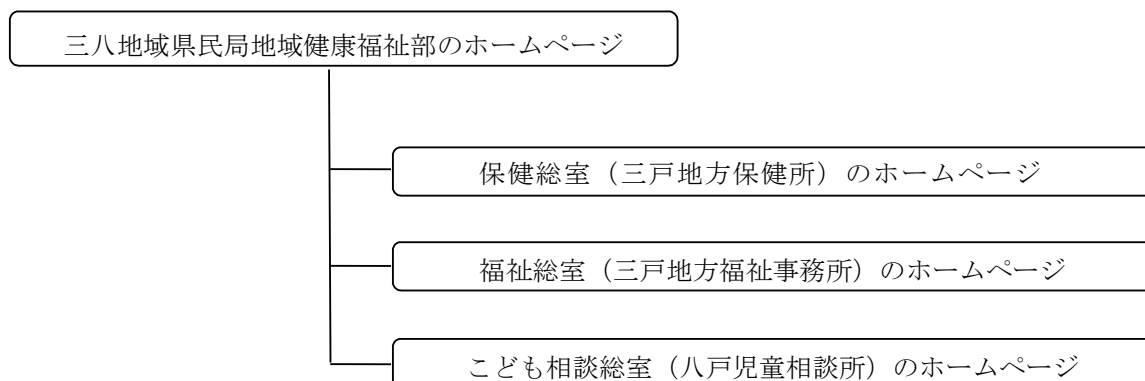 三八地域県民局地域健康福祉部のホームページ
保健総室（三戸地方保健所）のホームページ
福祉総室（三戸地方福祉事務所）のホームページ
こども相談総室（八戸児童相談所）のホームページ